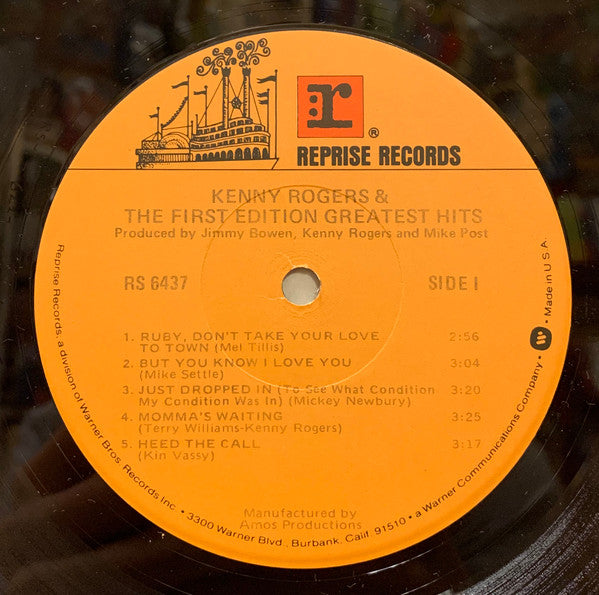 r
®
REPRISE RECORDS
KENNY ROGERS &
THE FIRST EDITION GREATEST HITS
Produced by Jimmy Bowen, Kenny Rogers and Mike Post
RS 6437
SIDE I
1. RUBY, DON'T TAKE YOUR LOVE
TO TOWN (Mel Tillis) 2:56
2. BUT YOU KNOW I LOVE YOU 3:04
(Mike Settle)
3. JUST DROPPED IN (To See What Condition 3:20
My Condition Was In) (Mickey Newbury)
4. MOMMA'S WAITING 3:25
(Terry Williams-Kenny Rogers)
5. HEED THE CALL 3:17
(Kin Vassy)
Manufactured by
Amos Productions
Reprise Records, a division of Warner Bros. Records Inc • 3300 Warner Blvd., Burbank, Calif. 91510 • a Warner Communications Company • W • Made in U.S.A.